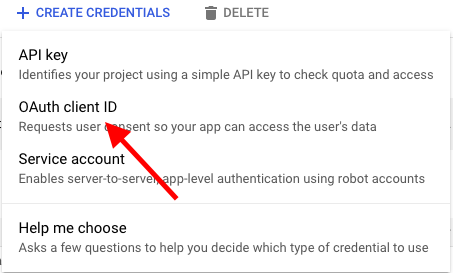 + CREATE CREDENTIALS DELETE
API key
Identifies your project using a simple API key to check quota and access
OAuth client ID
Requests user consent so your app can access the user's data
Service account
Enables server-to-server, app-level authentication using robot accounts
Help me choose
Asks a few questions to help you decide which type of credential to use